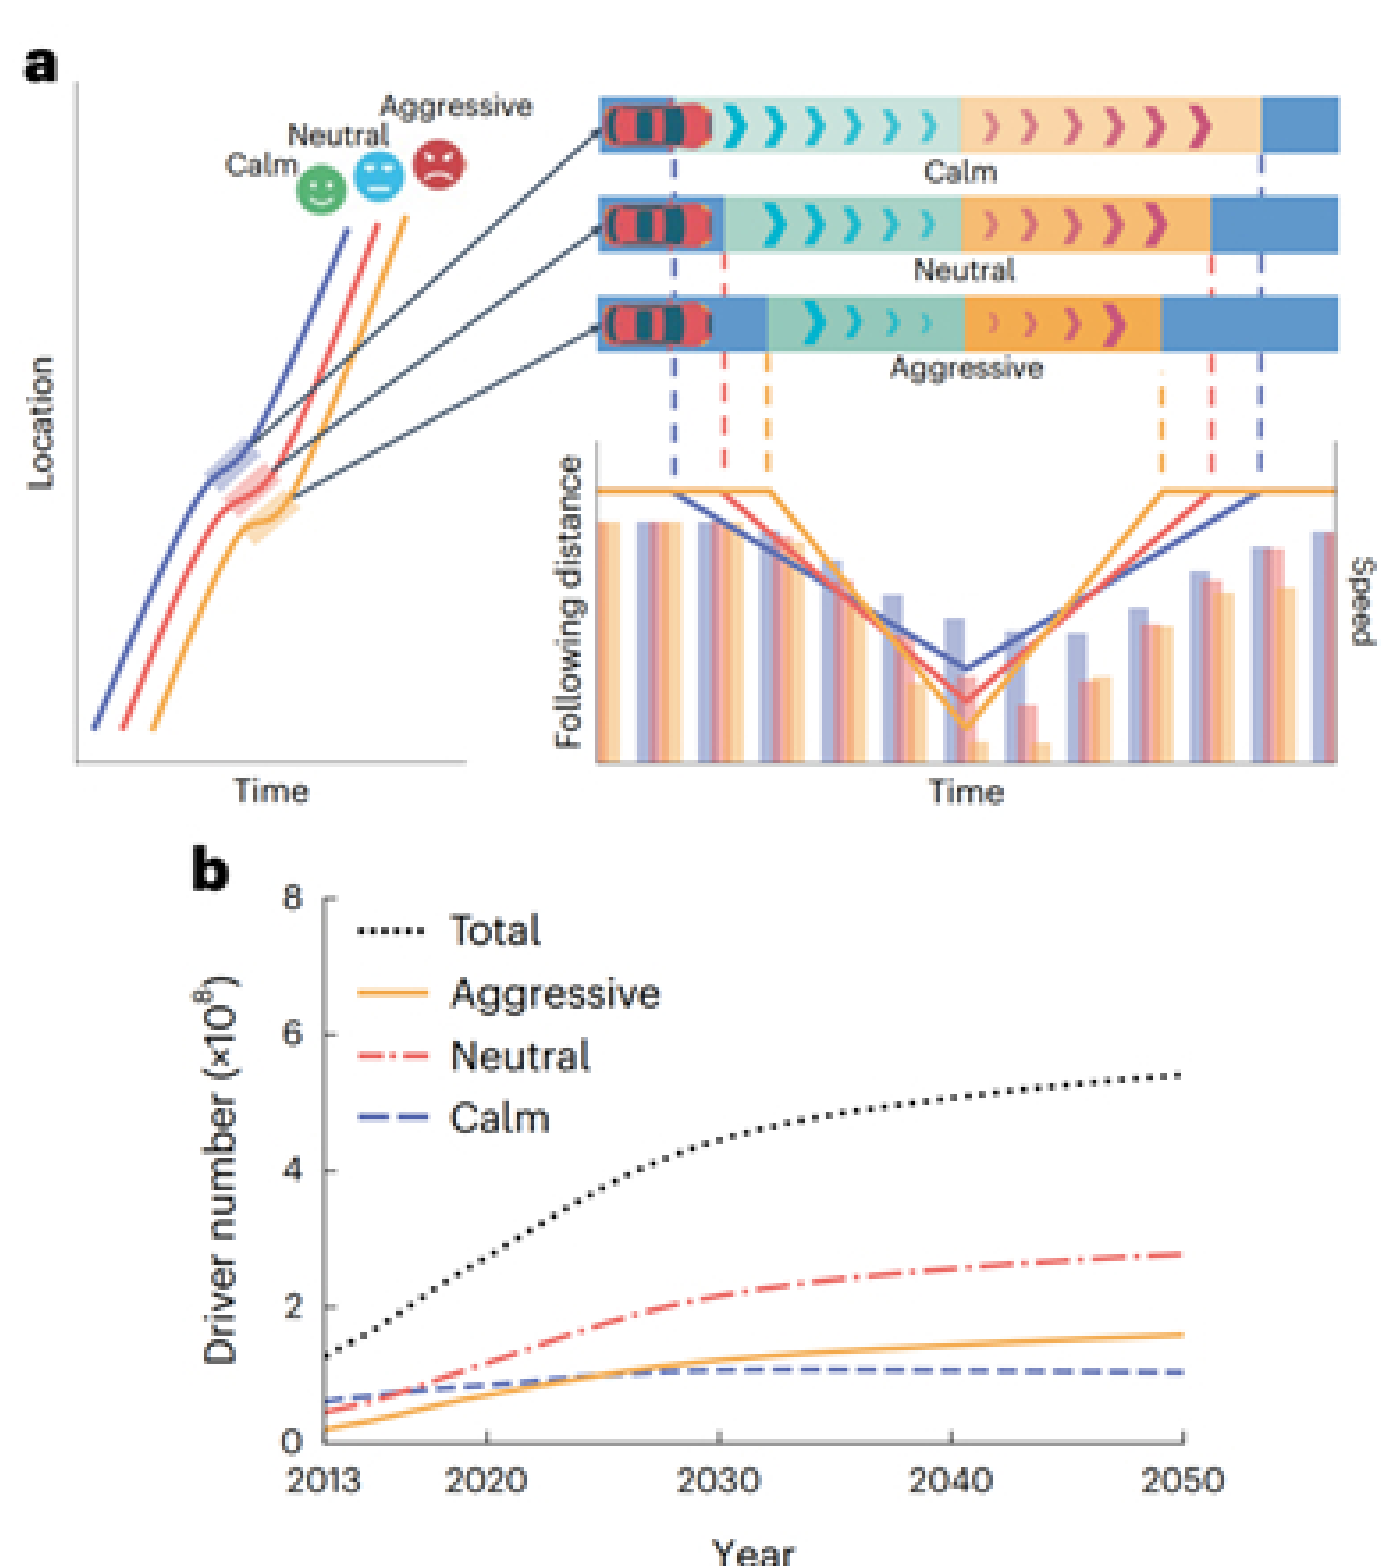 a
Aggressive
Neutral
Calm
Location
Time
Calm
Neutral
Aggressive
Following distance
Speed
Time
b
8
6
4
2
0
Driver number (×10⁸)
Total
Aggressive
Neutral
Calm
2013 2020 2030 2040 2050
Year